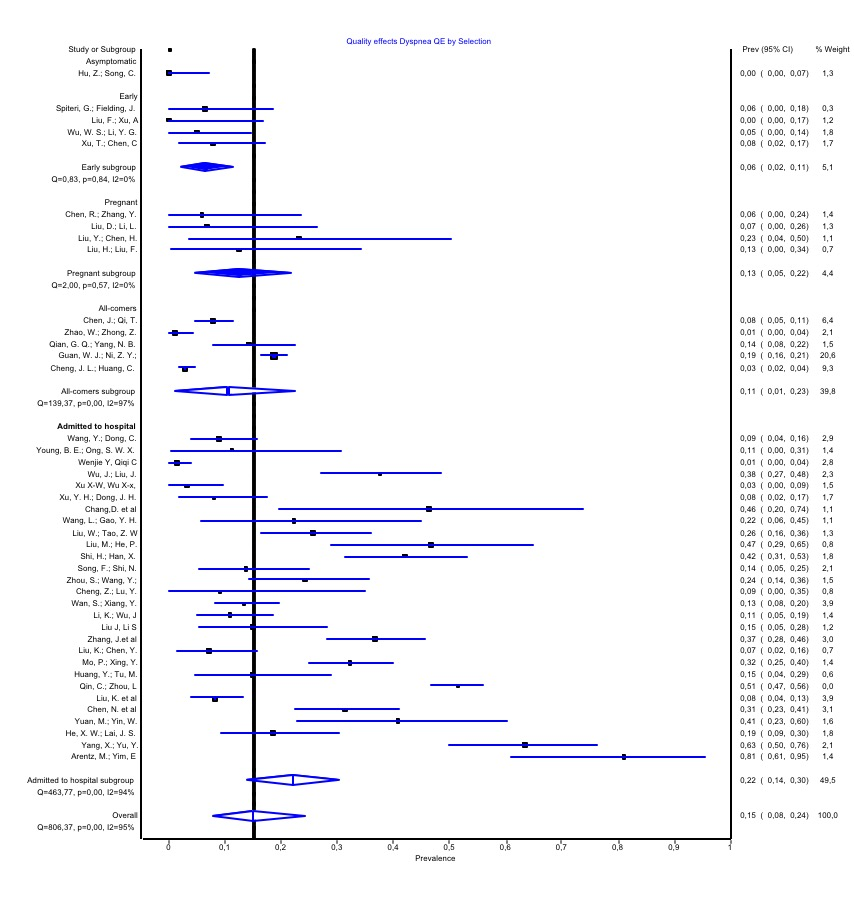 Quality effects Dyspnea QE by Selection
Study or Subgroup Prev (95% CI) % Weight
Asymptomatic
Hu, Z.; Song, C. 0,00 ( 0,00, 0,07) 1,3
Early
Spiteri, G.; Fielding, J. 0,06 ( 0,00, 0,18) 0,3
Liu, F.; Xu, A 0,00 ( 0,00, 0,17) 1,2
Wu, W. S.; Li, Y. G. 0,05 ( 0,00, 0,14) 1,8
Xu, T.; Chen, C 0,08 ( 0,02, 0,17) 1,7
Early subgroup 0,06 ( 0,02, 0,11) 5,1
Q=0,83, p=0,84, I2=0%
Pregnant
Chen, R.; Zhang, Y. 0,06 ( 0,00, 0,24) 1,4
Liu, D.; Li, L. 0,07 ( 0,00, 0,26) 1,3
Liu, Y.; Chen, H. 0,23 ( 0,04, 0,50) 1,1
Liu, H.; Liu, F. 0,13 ( 0,00, 0,34) 0,7
Pregnant subgroup 0,13 ( 0,05, 0,22) 4,4
Q=2,00, p=0,57, I2=0%
All-comers
Chen, J.; Qi, T. 0,08 ( 0,05, 0,11) 6,4
Zhao, W.; Zhong, Z. 0,01 ( 0,00, 0,04) 2,1
Qian, G. Q.; Yang, N. B. 0,14 ( 0,08, 0,22) 1,5
Guan, W. J.; Ni, Z. Y.; 0,19 ( 0,16, 0,21) 20,6
Cheng, J. L.; Huang, C. 0,03 ( 0,02, 0,04) 9,3
All-comers subgroup 0,11 ( 0,01, 0,23) 39,8
Q=139,37, p=0,00, I2=97%
Admitted to hospital
Wang, Y.; Dong, C. 0,09 ( 0,04, 0,16) 2,9
Young, B. E.; Ong, S. W. X. 0,11 ( 0,00, 0,31) 1,4
Wenjie Y, Qiqi C 0,01 ( 0,00, 0,04) 2,8
Wu, J.; Liu, J. 0,38 ( 0,27, 0,48) 2,3
Xu X-W, Wu X-x, 0,03 ( 0,00, 0,09) 1,5
Xu, Y. H.; Dong, J. H. 0,08 ( 0,02, 0,17) 1,7
Chang,D. et al 0,46 ( 0,20, 0,74) 1,1
Wang, L.; Gao, Y. H. 0,22 ( 0,06, 0,45) 1,1
Liu, W.; Tao, Z. W 0,26 ( 0,16, 0,36) 1,3
Liu, M.; He, P. 0,47 ( 0,29, 0,65) 0,8
Shi, H.; Han, X. 0,42 ( 0,31, 0,53) 1,8
Song, F.; Shi, N. 0,14 ( 0,05, 0,25) 2,1
Zhou, S.; Wang, Y.; 0,24 ( 0,14, 0,36) 1,5
Cheng, Z.; Lu, Y. 0,09 ( 0,00, 0,35) 0,8
Wan, S.; Xiang, Y. 0,13 ( 0,08, 0,20) 3,9
Li, K.; Wu, J 0,11 ( 0,05, 0,19) 1,4
Liu J, Li S 0,15 ( 0,05, 0,28) 1,2
Zhang, J.et al 0,37 ( 0,28, 0,46) 3,0
Liu, K.; Chen, Y. 0,07 ( 0,02, 0,16) 0,7
Mo, P.; Xing, Y. 0,32 ( 0,25, 0,40) 1,4
Huang, Y.; Tu, M. 0,15 ( 0,04, 0,29) 0,6
Qin, C.; Zhou, L 0,51 ( 0,47, 0,56) 0,0
Liu, K. et al 0,08 ( 0,04, 0,13) 3,9
Chen, N. et al 0,31 ( 0,23, 0,41) 3,1
Yuan, M.; Yin, W. 0,41 ( 0,23, 0,60) 1,6
He, X. W.; Lai, J. S. 0,19 ( 0,09, 0,30) 1,8
Yang, X.; Yu, Y. 0,63 ( 0,50, 0,76) 2,1
Arentz, M.; Yim, E 0,81 ( 0,61, 0,95) 1,4
Admitted to hospital subgroup 0,22 ( 0,14, 0,30) 49,5
Q=463,77, p=0,00, I2=94%
Overall 0,15 ( 0,08, 0,24) 100,0
Q=806,37, p=0,00, I2=95%
0 0,1 0,2 0,3 0,4 0,5 0,6 0,7 0,8 0,9 1
Prevalence